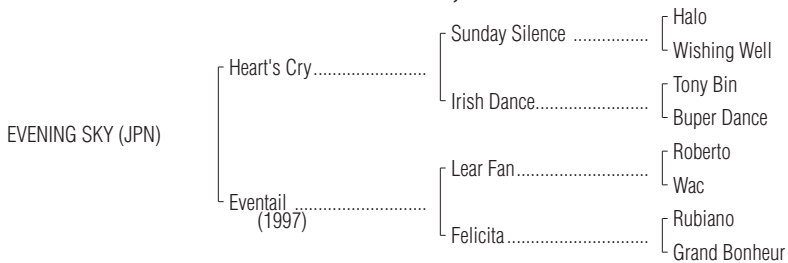 Halo
Sunday Silence ................
Wishing Well
Heart's Cry........................
Tony Bin
Irish Dance........................
Buper Dance
EVENING SKY (JPN)
Roberto
Lear Fan............................
Wac
Eventail ............................
(1997)
Rubiano
Felicita..............................
Grand Bonheur